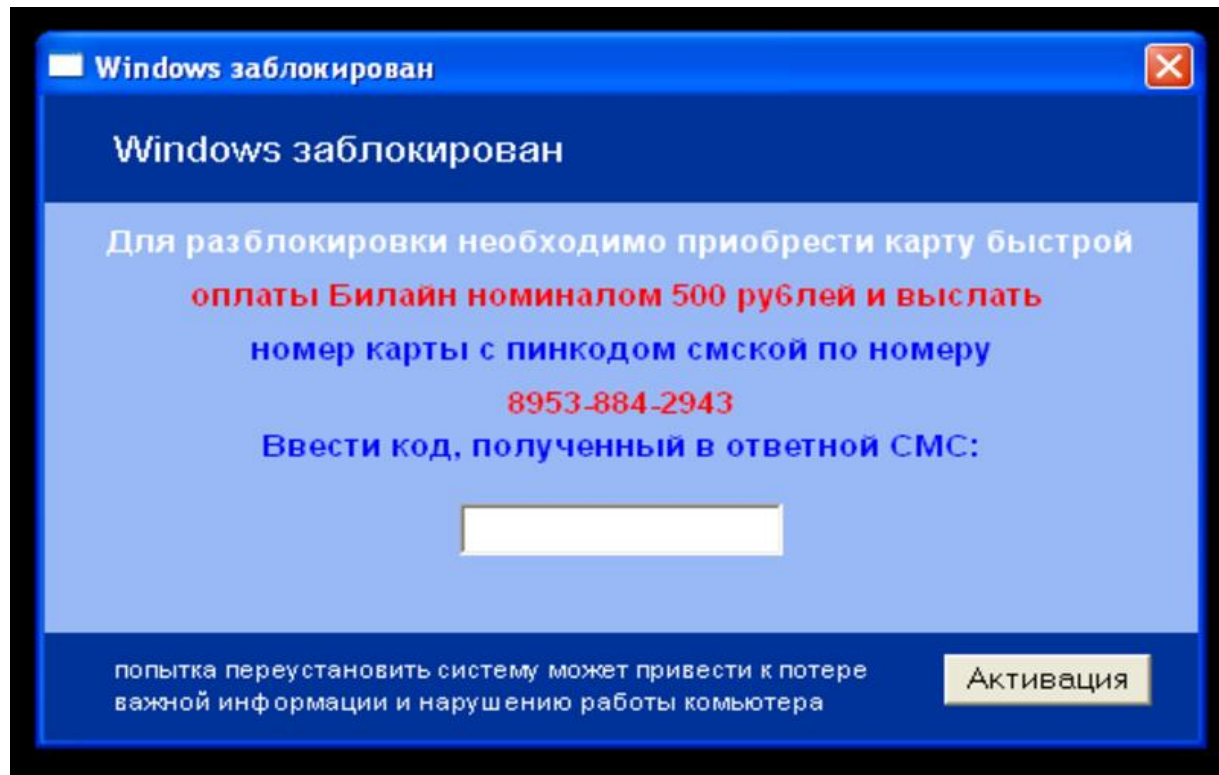 Windows заблокирован
Windows заблокирован
Для разблокировки необходимо приобрести карту быстрой
оплаты Билайн номиналом 500 рублей и выслать
номер карты с пинкодом смской по номеру
8953-884-2943
Ввести код, полученный в ответной СМС:
попытка переустановить систему может привести к потере
важной информации и нарушению работы комьютера
Активация